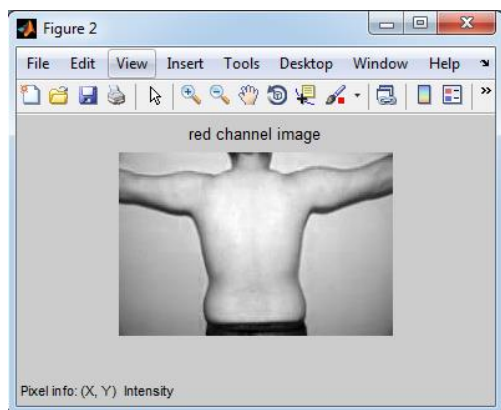 Figure 2
File Edit View Insert Tools Desktop Window Help
red channel image
Pixel info: (X, Y) Intensity